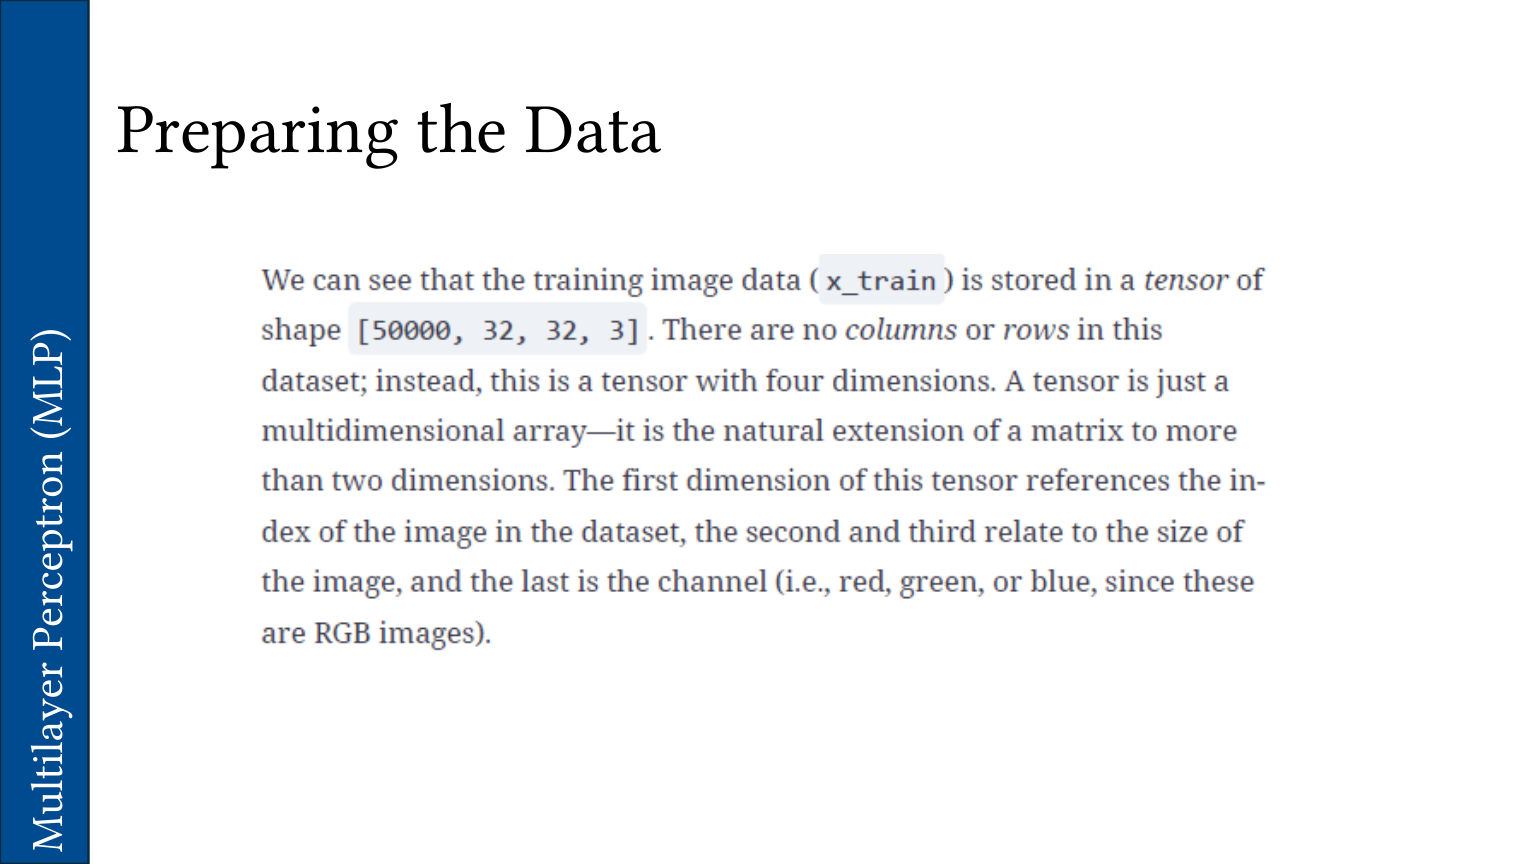 Multilayer Perceptron (MLP)
Preparing the Data
We can see that the training image data (x_train) is stored in a tensor of
shape [50000, 32, 32, 3]. There are no columns or rows in this
dataset; instead, this is a tensor with four dimensions. A tensor is just a
multidimensional array—it is the natural extension of a matrix to more
than two dimensions. The first dimension of this tensor references the in-
dex of the image in the dataset, the second and third relate to the size of
the image, and the last is the channel (i.e., red, green, or blue, since these
are RGB images).